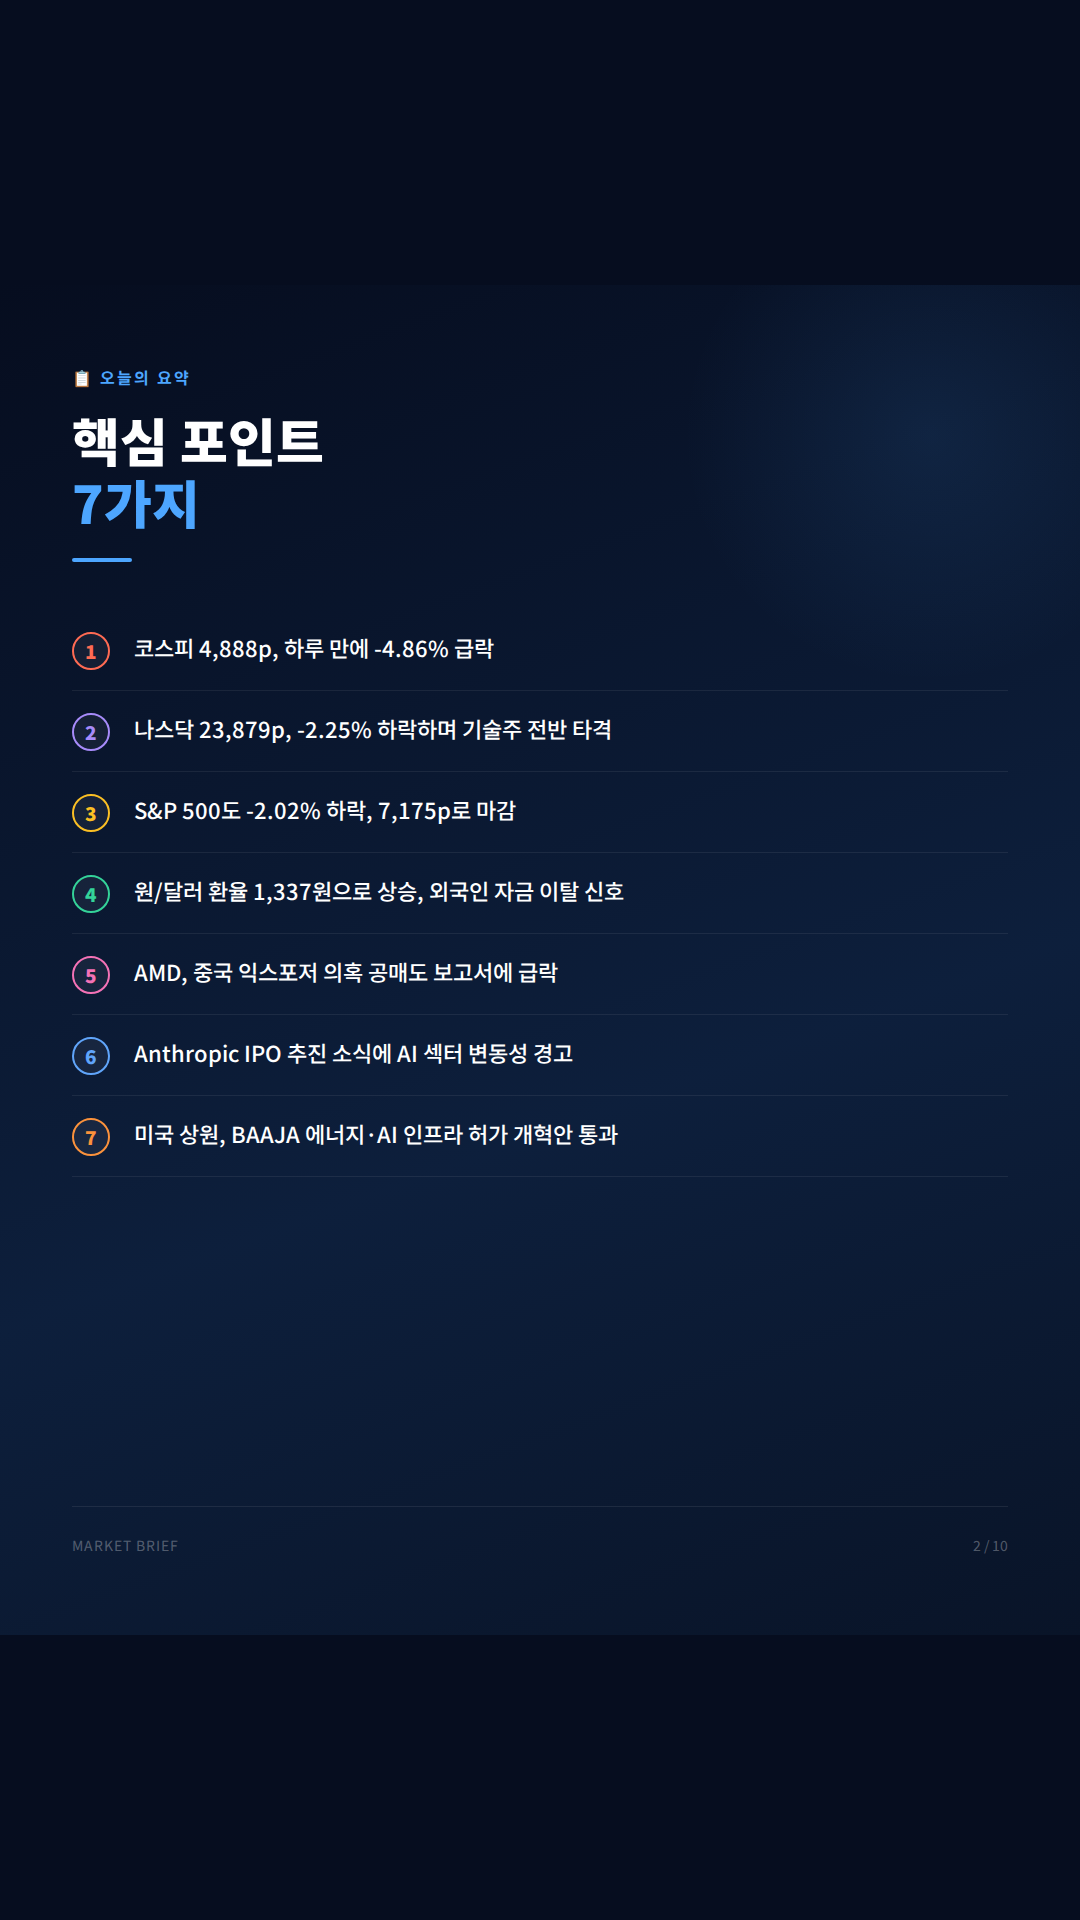 📋 오늘의 요약
핵심 포인트
7가지
1 코스피 4,888p, 하루 만에 -4.86% 급락
2 나스닥 23,879p, -2.25% 하락하며 기술주 전반 타격
3 S&P 500도 -2.02% 하락, 7,175p로 마감
4 원/달러 환율 1,337원으로 상승, 외국인 자금 이탈 신호
5 AMD, 중국 익스포저 의혹 공매도 보고서에 급락
6 Anthropic IPO 추진 소식에 AI 섹터 변동성 경고
7 미국 상원, BAAJA 에너지·AI 인프라 허가 개혁안 통과
MARKET BRIEF
2 / 10